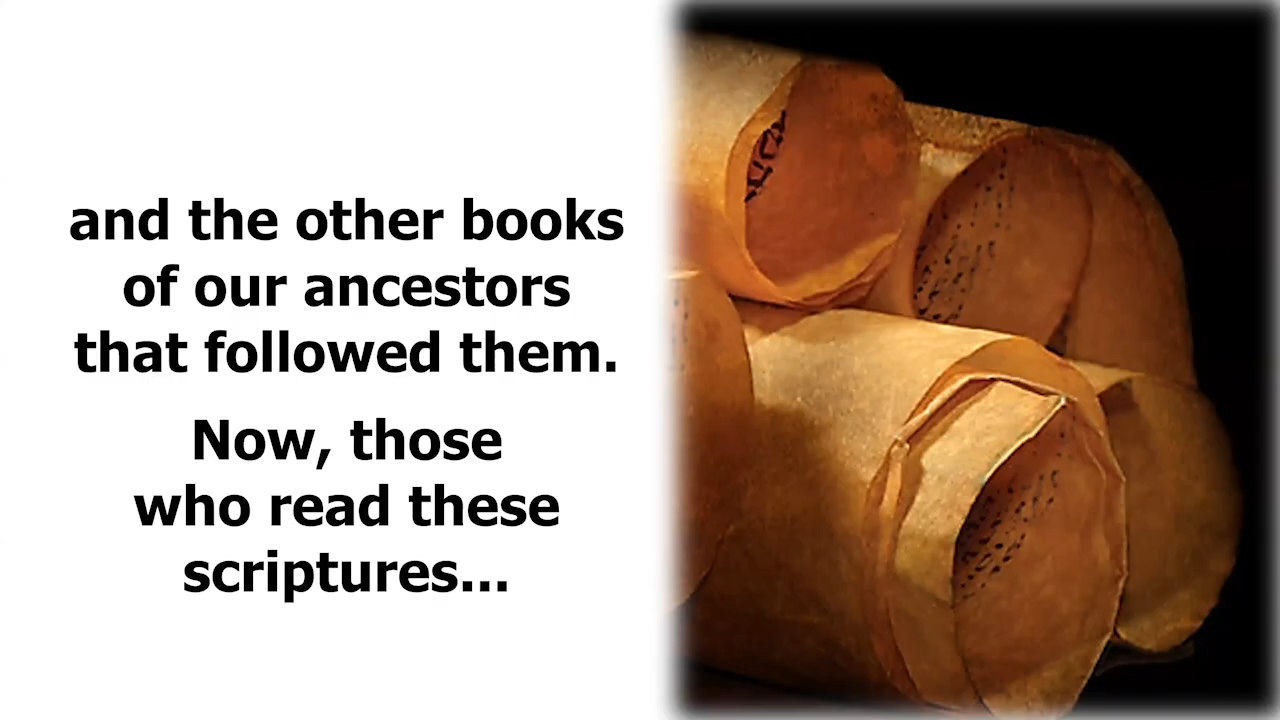 and the other books
of our ancestors
that followed them.
Now, those
who read these
scriptures...